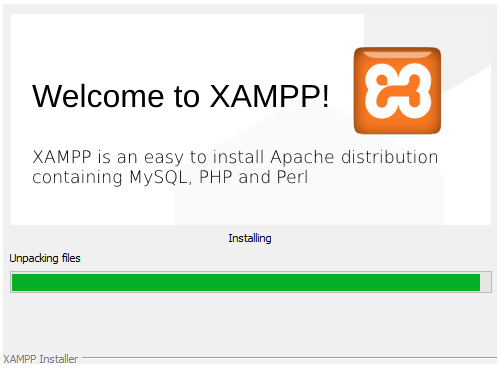 Welcome to XAMPP!
XAMPP is an easy to install Apache distribution
containing MySQL, PHP and Perl
Installing
Unpacking files
XAMPP Installer